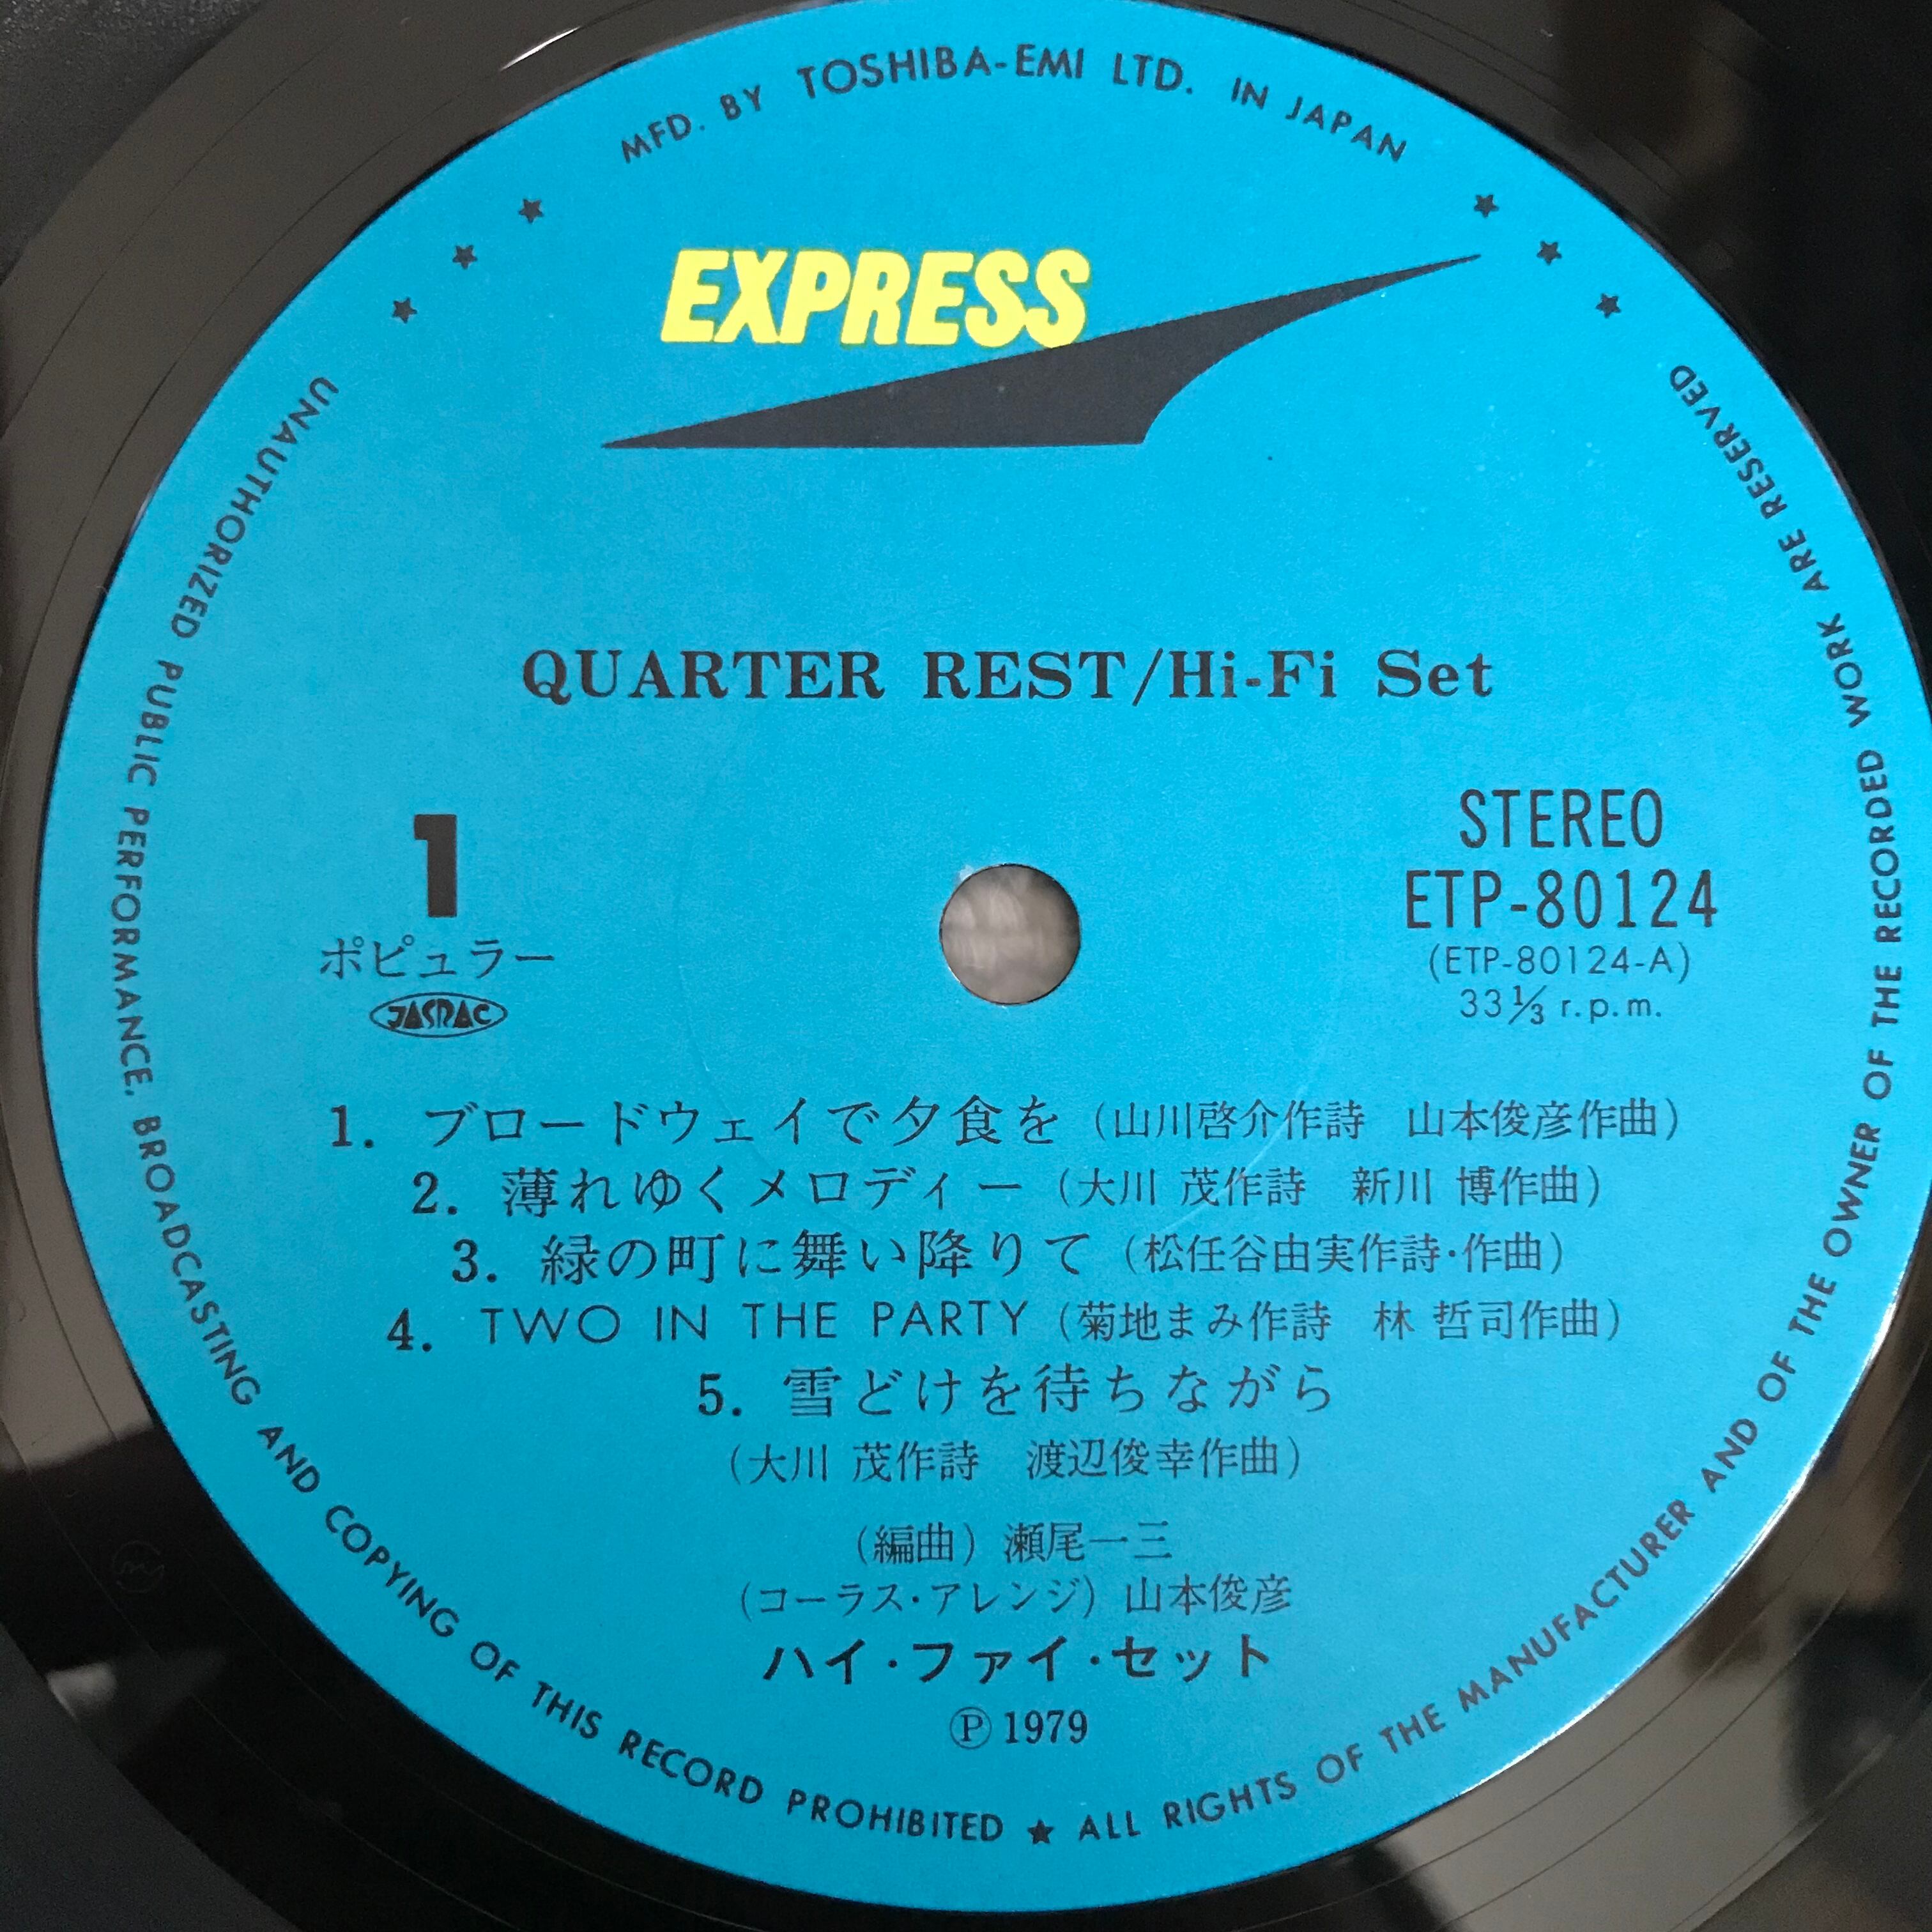 MFD. BY TOSHIBA-EMI LTD. IN JAPAN
EXPRESS
QUARTER REST/Hi-Fi Set
1
ポピュラー
JASRAC
STEREO
ETP-80124
(ETP-80124-A)
33 1/3 r.p.m.
1. ブロードウェイで夕食を (山川啓介作詩 山本俊彦作曲)
2. 薄れゆくメロディー (大川 茂作詩 新川 博作曲)
3. 緑の町に舞い降りて (松任谷由実作詩·作曲)
4. TWO IN THE PARTY (菊地まみ作詩 林 哲司作曲)
5. 雪どけを待ちながら
(大川 茂作詩 渡辺俊幸作曲)
(編曲) 瀬尾一三
(コーラス·アレンジ) 山本俊彦
ハイ·ファイ·セット
Ⓟ 1979
UNAUTHORIZED PUBLIC PERFORMANCE, BROADCASTING AND COPYING OF THIS RECORD PROHIBITED ★ ALL RIGHTS OF THE MANUFACTURER AND OF THE OWNER OF THE RECORDED WORK ARE RESERVED